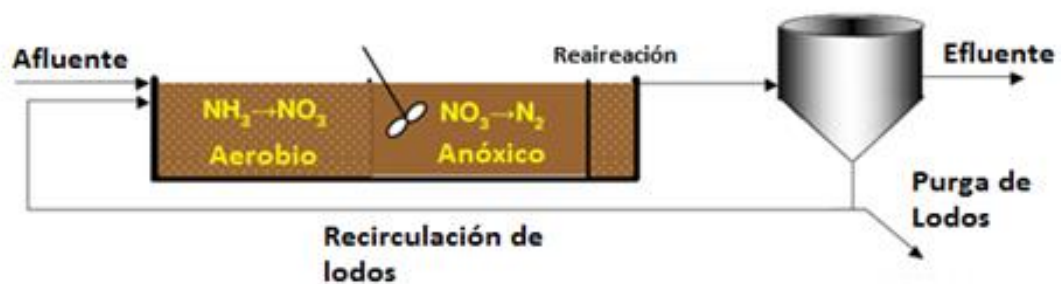 Afluente
Reaireación
Efluente
NH₃→NO₃
Aerobio
NO₃→N₂
Anóxico
Purga de
Lodos
Recirculación de
lodos